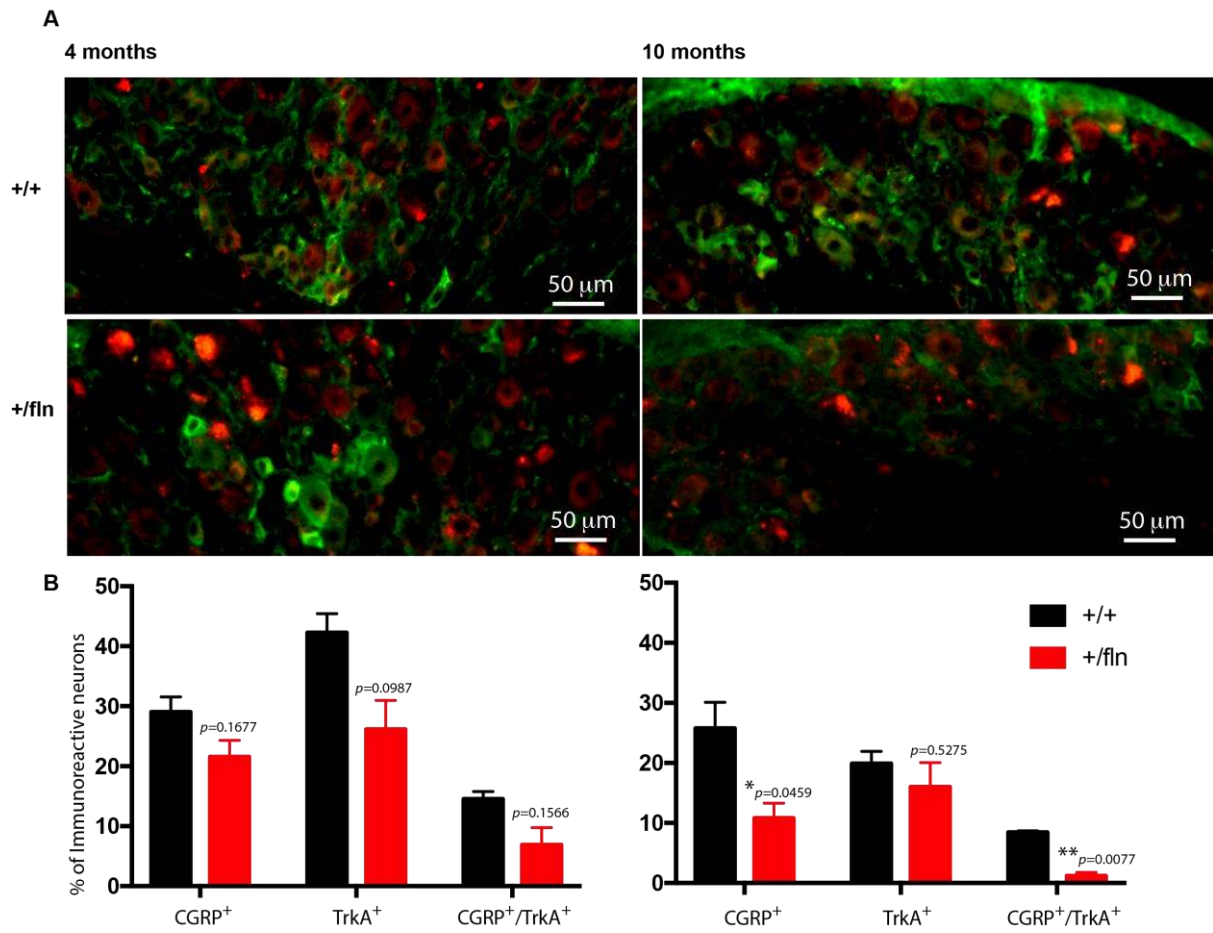 A
4 months
10 months
+/+
50 μm
50 μm
+/fln
50 μm
50 μm
B
% of Immunoreactive neurons
50
40
30
20
10
0
p=0.1677
p=0.0987
p=0.1566
CGRP⁺
TrkA⁺
CGRP⁺/TrkA⁺
50
40
30
20
10
0
*p=0.0459
p=0.5275
**p=0.0077
CGRP⁺
TrkA⁺
CGRP⁺/TrkA⁺
+/+
+/fln